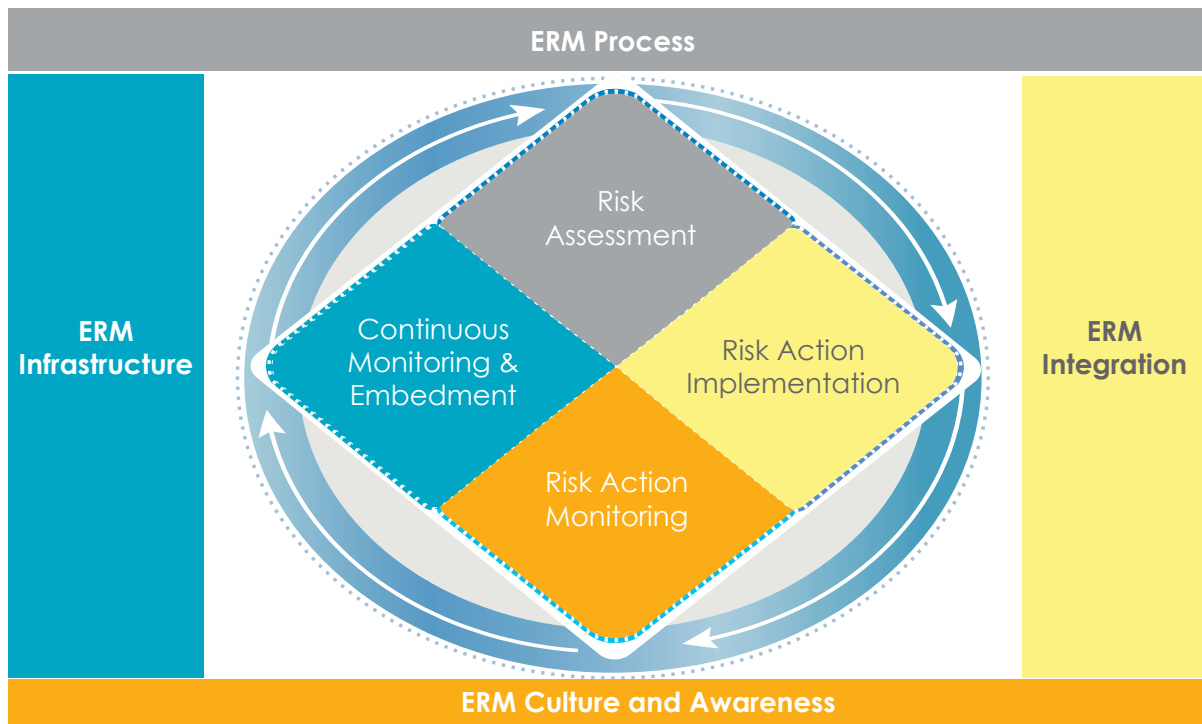 ERM Process
Risk
Assessment
ERM
Infrastructure
Continuous
Monitoring &
Embedment
Risk Action
Implementation
ERM
Integration
Risk Action
Monitoring
ERM Culture and Awareness